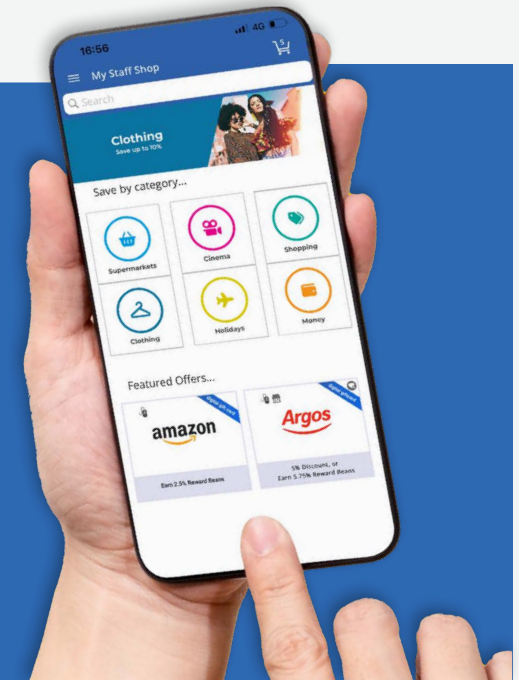 16:56
4G
My Staff Shop
5
Search
Clothing
Save up to 10%
Save by category...
Supermarkets
Cinema
Shopping
Clothing
Holidays
Money
Featured Offers...
digital gift card
amazon
Earn 2.5% Reward Beans
digital giftcard
Argos
5% Discount, or
Earn 5.75% Reward Beans